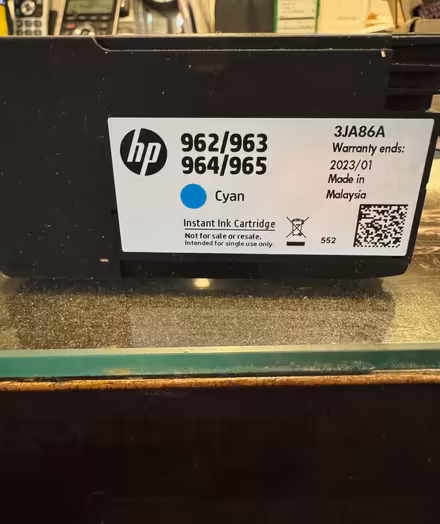 hp
962/963
964/965
Cyan
Instant Ink Cartridge
Not for sale or resale.
Intended for single use only.
552
3JA86A
Warranty ends:
2023/01
Made in
Malaysia